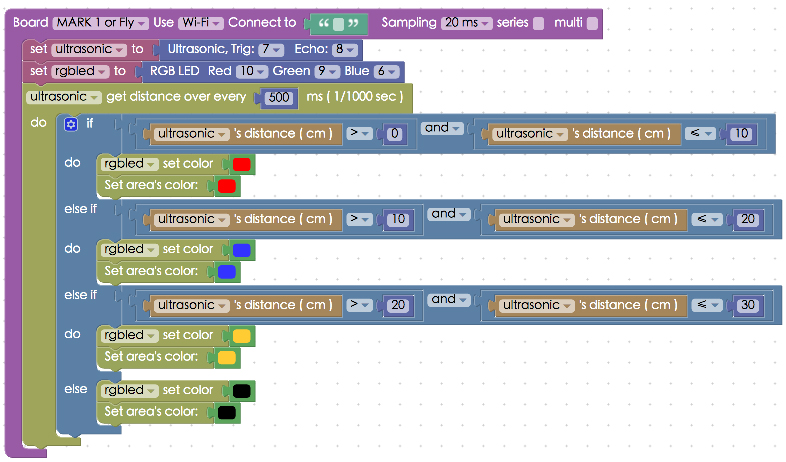 Board MARK 1 or Fly Use Wi-Fi Connect to “ ” Sampling 20 ms series multi
set ultrasonic to Ultrasonic, Trig: 7 Echo: 8
set rgbled to RGB LED Red 10 Green 9 Blue 6
ultrasonic get distance over every 500 ms ( 1/1000 sec )
do if ultrasonic 's distance ( cm ) > 0 and ultrasonic 's distance ( cm ) ≤ 10
do rgbled set color
Set area's color:
else if ultrasonic 's distance ( cm ) > 10 and ultrasonic 's distance ( cm ) ≤ 20
do rgbled set color
Set area's color:
else if ultrasonic 's distance ( cm ) > 20 and ultrasonic 's distance ( cm ) ≤ 30
do rgbled set color
Set area's color:
else rgbled set color
Set area's color: